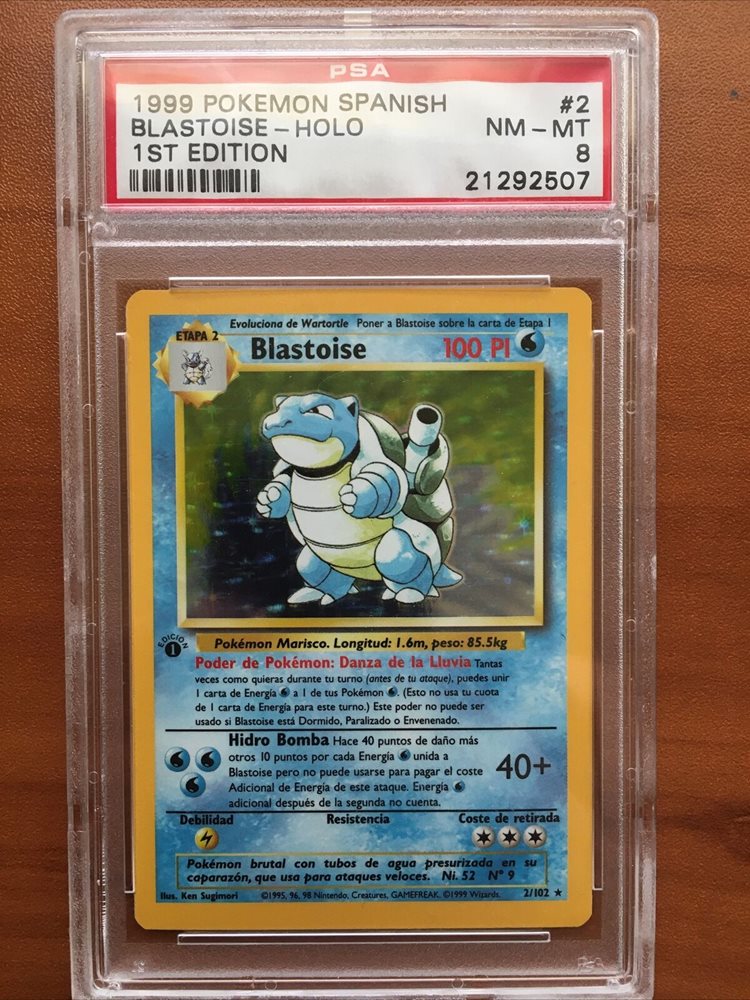 PSA
1999 POKEMON SPANISH #2
BLASTOISE - HOLO NM - MT
1ST EDITION 8
21292507
Evoluciona de Wartortle Poner a Blastoise sobre la carta de Etapa 1
ETAPA 2
Blastoise 100 PI
EDICIÓN
1
Pokémon Marisco. Longitud: 1.6m, peso: 85.5kg
Poder de Pokémon: Danza de la Lluvia Tantas
veces como quieras durante tu turno (antes de tu ataque), puedes unir
1 carta de Energía a 1 de tus Pokémon . (Esto no usa tu cuota
de 1 carta de Energía para este turno.) Este poder no puede ser
usado si Blastoise está Dormido, Paralizado o Envenenado.
Hidro Bomba Hace 40 puntos de daño más
otros 10 puntos por cada Energía unida a
Blastoise pero no puede usarse para pagar el coste
Adicional de Energía de este ataque. Energía
adicional después de la segunda no cuenta.
40+
Debilidad Resistencia Coste de retirada
Pokémon brutal con tubos de agua presurizada en su
caparazón, que usa para ataques veloces. Ni. 52 N° 9
Ilus. Ken Sugimori ©1995, 96, 98 Nintendo, Creatures, GAMEFREAK. ©1999 Wizards. 2/102 ★